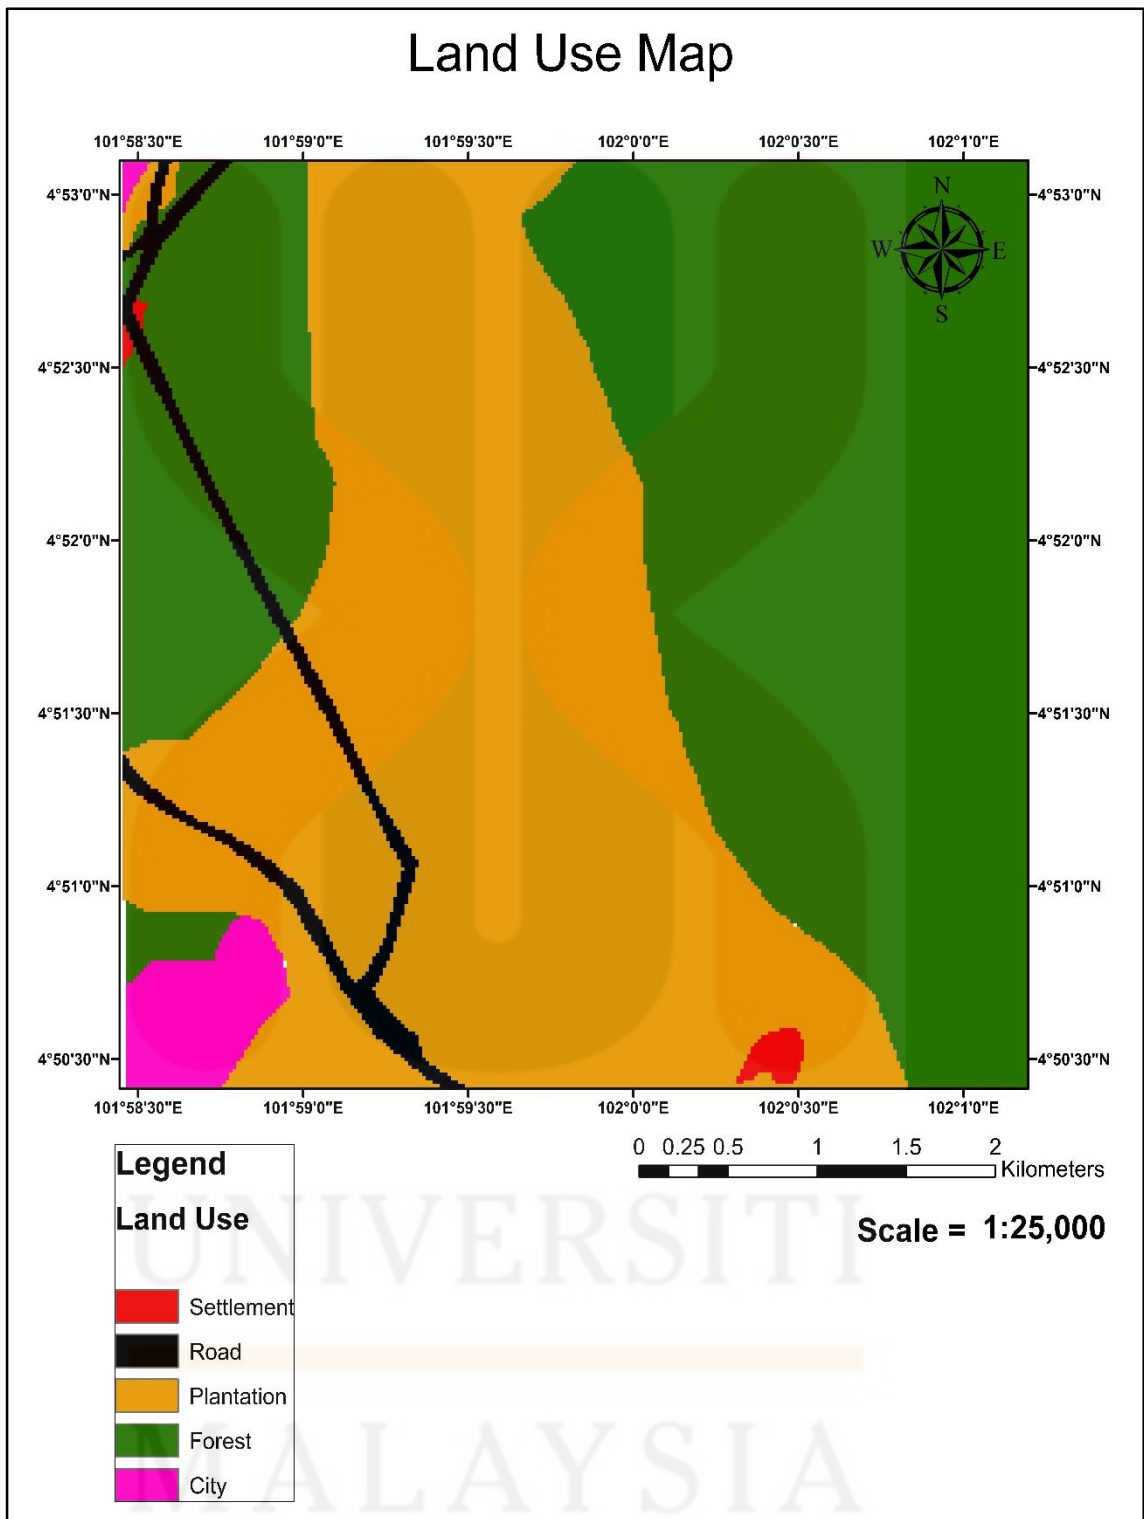 Land Use Map
101°58'30"E 101°59'0"E 101°59'30"E 102°0'0"E 102°0'30"E 102°1'0"E
4°53'0"N 4°53'0"N
N
W E
S
4°52'30"N 4°52'30"N
4°52'0"N 4°52'0"N
4°51'30"N 4°51'30"N
4°51'0"N 4°51'0"N
4°50'30"N 4°50'30"N
101°58'30"E 101°59'0"E 101°59'30"E 102°0'0"E 102°0'30"E 102°1'0"E
0 0.25 0.5 1 1.5 2
Kilometers
Scale = 1:25,000
Legend
Land Use
UNIVERSITI
Settlement
Road
Plantation
Forest
City
MALAYSIA